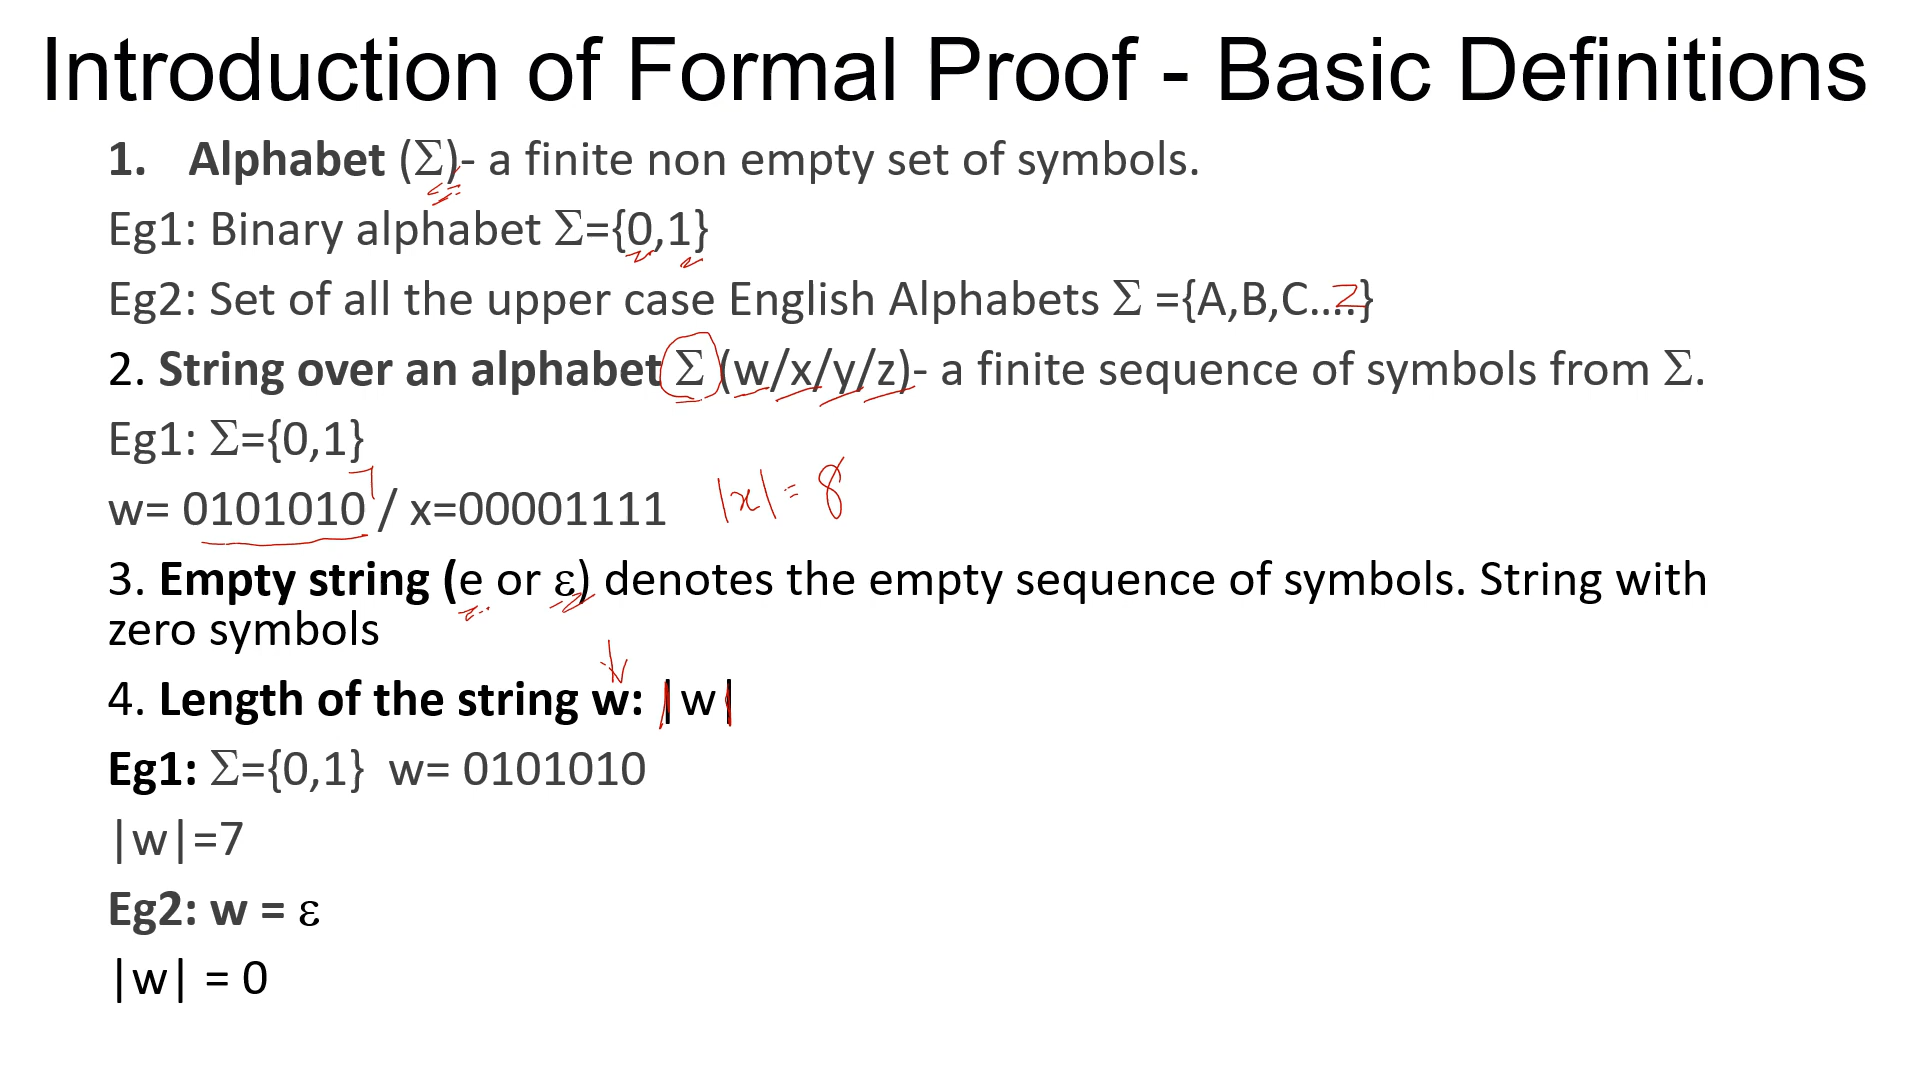 Introduction of Formal Proof - Basic Definitions
1. Alphabet (Σ)- a finite non empty set of symbols.
Eg1: Binary alphabet Σ={0,1}
Eg2: Set of all the upper case English Alphabets Σ ={A,B,C....Z}
2. String over an alphabet Σ (w/x/y/z)- a finite sequence of symbols from Σ.
Eg1: Σ={0,1}
7
w= 0101010 / x=00001111 |x| = 8
3. Empty string (e or ε) denotes the empty sequence of symbols. String with
zero symbols
4. Length of the string w: |w|
Eg1: Σ={0,1} w= 0101010
|w|=7
Eg2: w = ε
|w| = 0